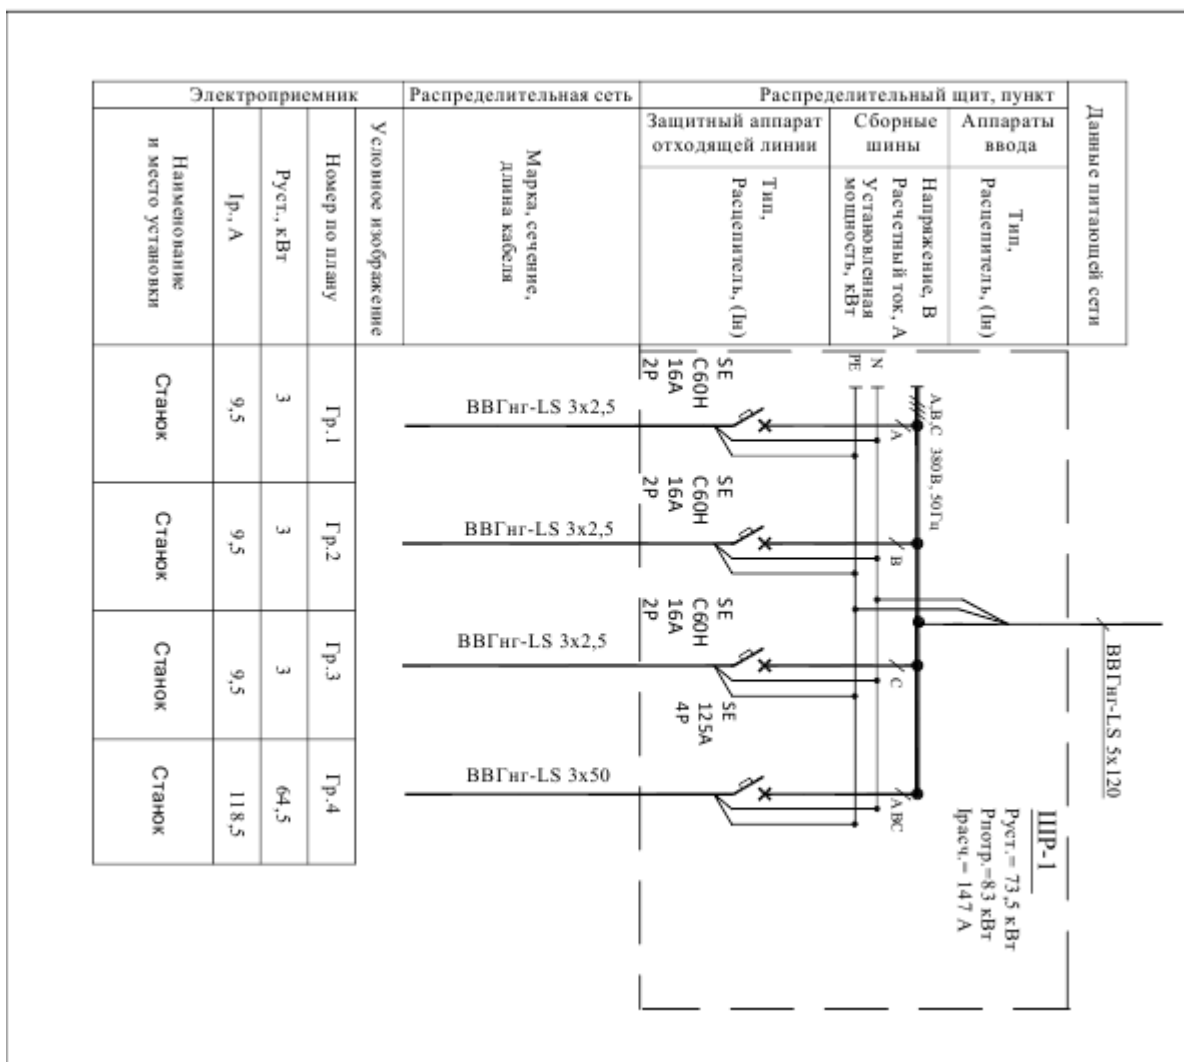 Электроприемник
Распределительная сеть
Распределительный щит, пункт
Данные питающей сети
Защитный аппарат
отходящей линии
Сборные
шины
Аппараты
ввода
Наименование
и место установки
Iр., А
Руст., кВт
Номер по плану
Условное изображение
Марка, сечение,
длина кабеля
Тип,
Расцепитель, (Iн)
Напряжение, В
Расчетный ток, А
Установленная
мощность, кВт
Тип,
Расцепитель, (Iн)
Станок
9,5
3
Гр.1
ВВГнг-LS 3х2,5
SE
C60H
16A
2P
PE
N
A
А,В,С 380В, 50Гц
Станок
9,5
3
Гр.2
ВВГнг-LS 3х2,5
SE
C60H
16A
2P
B
Станок
9,5
3
Гр.3
ВВГнг-LS 3х2,5
SE
C60H
16A
2P
C
ВВГнг-LS 5х120
Станок
118,5
64,5
Гр.4
ВВГнг-LS 3х50
SE
125A
4P
ABC
ШР-1
Руст.= 73,5 кВт
Рпотр.=83 кВт
Iрасч.= 147 А